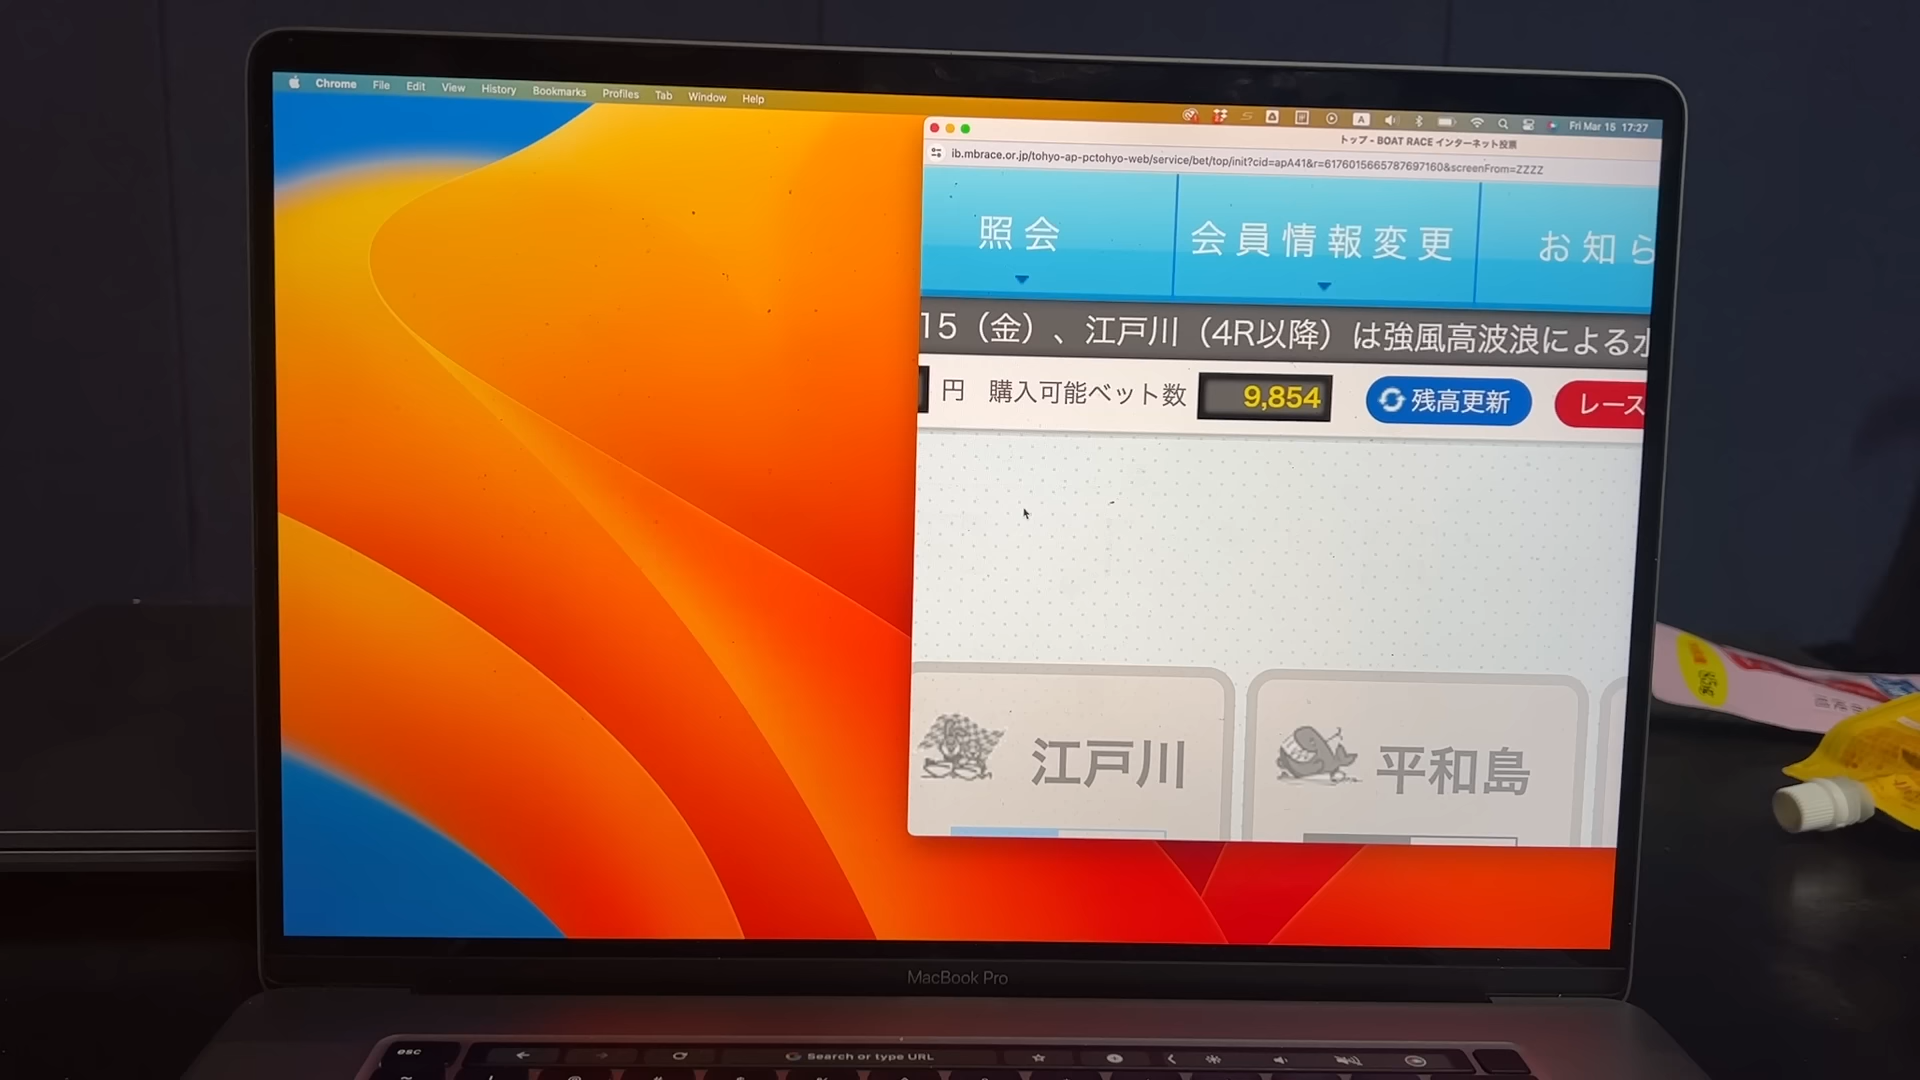 Chrome File Edit View History Bookmarks Profiles Tab Window Help
A Fri Mar 15 17:27
トップ - BOAT RACE インターネット投票
ib.mbrace.or.jp/tohyo-ap-pctohyo-web/service/bet/top/init?cid=apA41&r=6176015665787697160&screenFrom=ZZZZ
照会 会員情報変更 お知ら
15（金）、江戸川（4R以降）は強風高波浪による水
円 購入可能ベット数 9,854 残高更新 レース
江戸川 平和島
MacBook Pro
esc Search or type URL